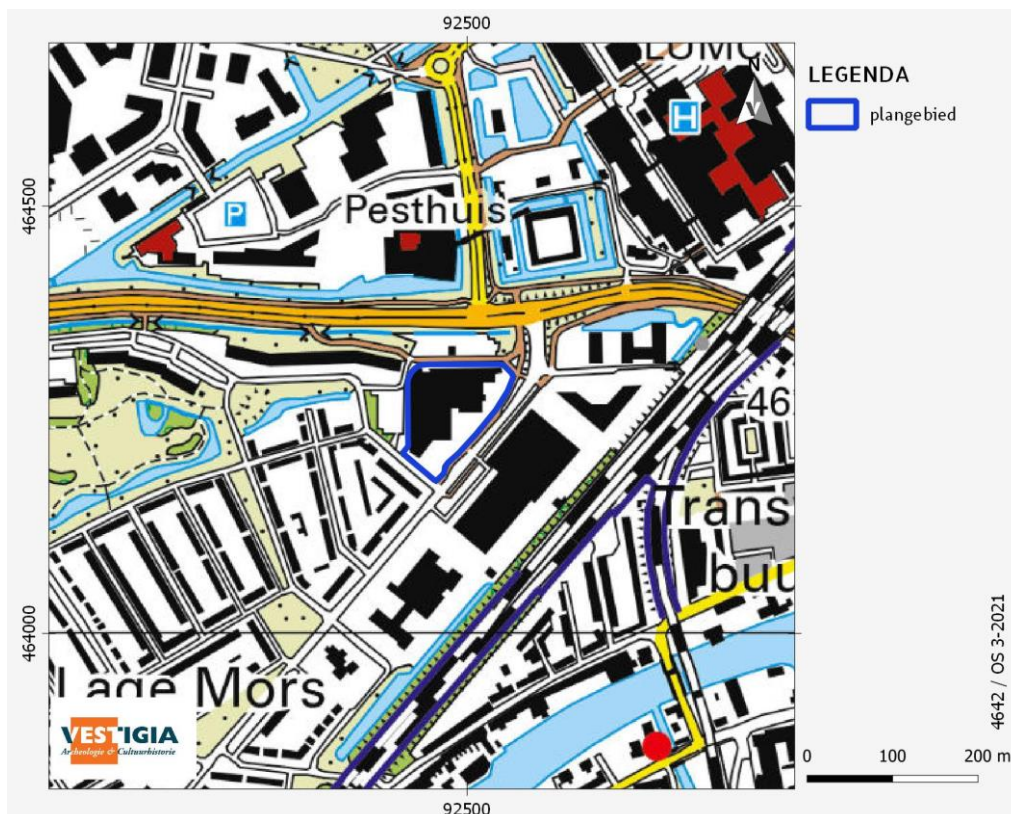 92500
LUMC
N
LEGENDA
plangebied
H
464500
P
Pesthuis
46
Trans
464000
Lage Mors
VESTIGIA
Archeologie & Cultuurhistorie
4642 / OS 3-2021
0 100 200 m
92500